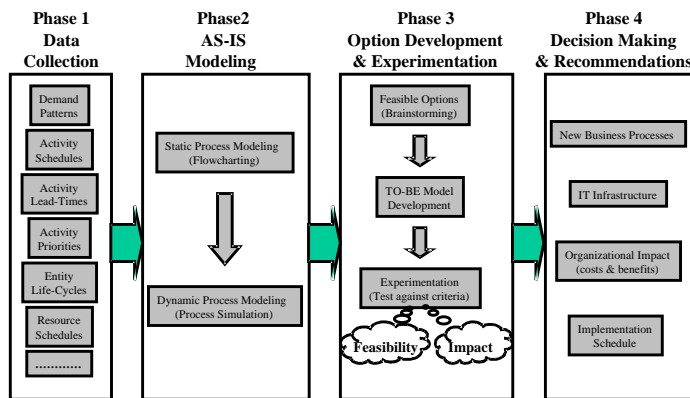 Phase 1
Data
Collection
Demand
Patterns
Activity
Schedules
Activity
Lead-Times
Activity
Priorities
Entity
Life-Cycles
Resource
Schedules
............
Phase2
AS-IS
Modeling
Static Process Modeling
(Flowcharting)
Dynamic Process Modeling
(Process Simulation)
Phase 3
Option Development
& Experimentation
Feasible Options
(Brainstorming)
TO-BE Model
Development
Experimentation
(Test against criteria)
Feasibility
Impact
Phase 4
Decision Making
& Recommendations
New Business Processes
IT Infrastructure
Organizational Impact
(costs & benefits)
Implementation
Schedule